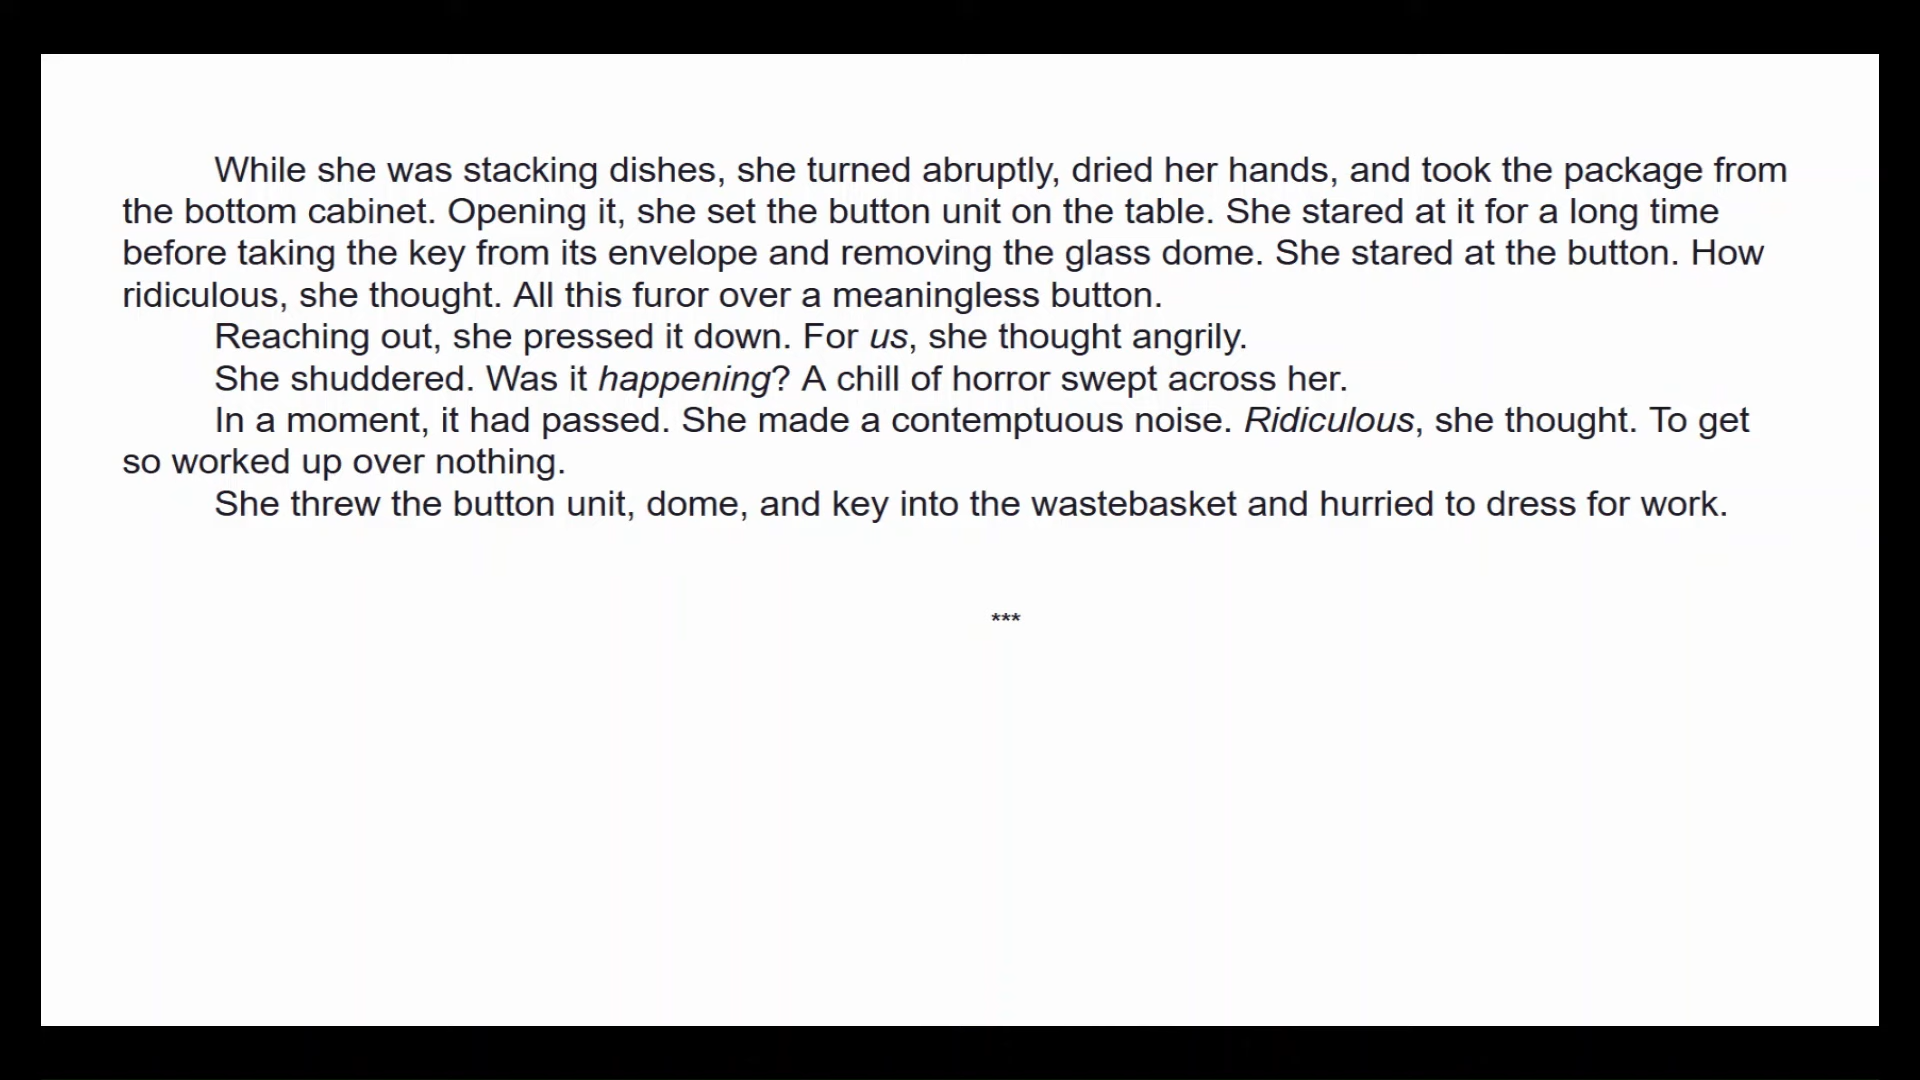 While she was stacking dishes, she turned abruptly, dried her hands, and took the package from
the bottom cabinet. Opening it, she set the button unit on the table. She stared at it for a long time
before taking the key from its envelope and removing the glass dome. She stared at the button. How
ridiculous, she thought. All this furor over a meaningless button.
Reaching out, she pressed it down. For us, she thought angrily.
She shuddered. Was it happening? A chill of horror swept across her.
In a moment, it had passed. She made a contemptuous noise. Ridiculous, she thought. To get
so worked up over nothing.
She threw the button unit, dome, and key into the wastebasket and hurried to dress for work.
***